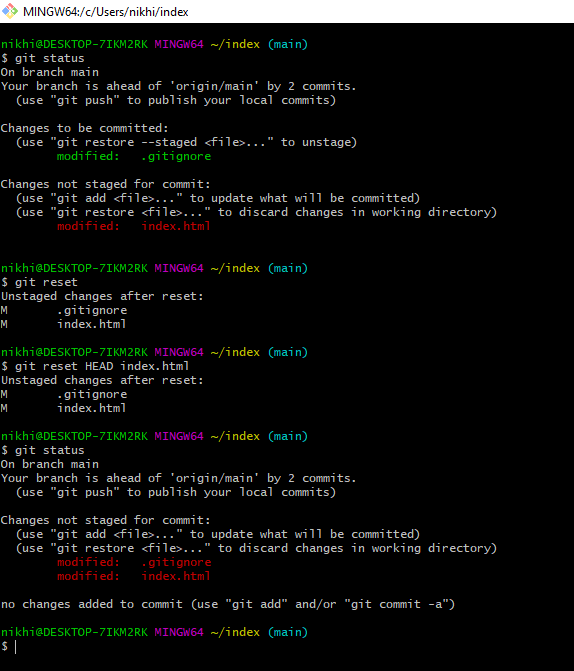 MINGW64:/c/Users/nikhi/index
nikhi@DESKTOP-7IKM2RK MINGW64 ~/index (main)
$ git status
On branch main
Your branch is ahead of 'origin/main' by 2 commits.
  (use "git push" to publish your local commits)

Changes to be committed:
  (use "git restore --staged <file>..." to unstage)
        modified:   .gitignore

Changes not staged for commit:
  (use "git add <file>..." to update what will be committed)
  (use "git restore <file>..." to discard changes in working directory)
        modified:   index.html

nikhi@DESKTOP-7IKM2RK MINGW64 ~/index (main)
$ git reset
Unstaged changes after reset:
M       .gitignore
M       index.html

nikhi@DESKTOP-7IKM2RK MINGW64 ~/index (main)
$ git reset HEAD index.html
Unstaged changes after reset:
M       .gitignore
M       index.html

nikhi@DESKTOP-7IKM2RK MINGW64 ~/index (main)
$ git status
On branch main
Your branch is ahead of 'origin/main' by 2 commits.
  (use "git push" to publish your local commits)

Changes not staged for commit:
  (use "git add <file>..." to update what will be committed)
  (use "git restore <file>..." to discard changes in working directory)
        modified:   .gitignore
        modified:   index.html

no changes added to commit (use "git add" and/or "git commit -a")

nikhi@DESKTOP-7IKM2RK MINGW64 ~/index (main)
$